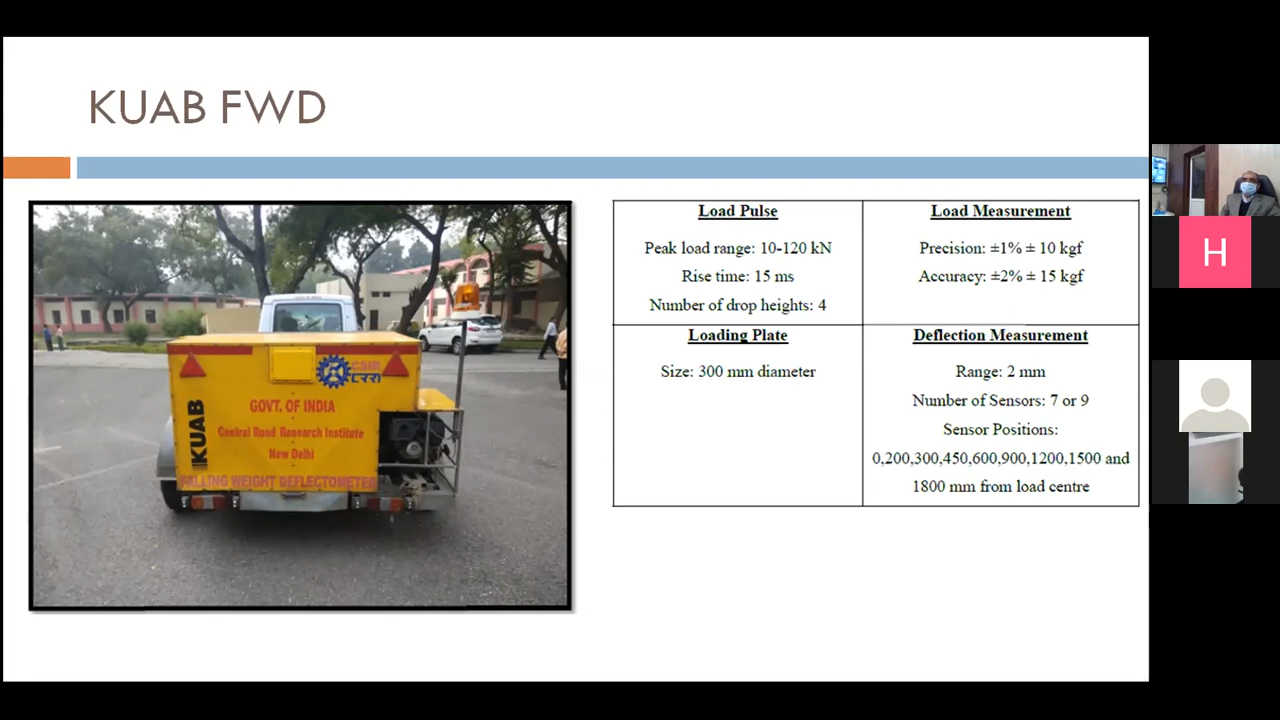 KUAB FWD
KUAB
CSIR
CRRI
GOVT. OF INDIA
Central Road Research Institute
New Delhi
FALLING WEIGHT DEFLECTOMETER
Load Pulse
Peak load range: 10-120 kN
Rise time: 15 ms
Number of drop heights: 4
Load Measurement
Precision: ±1% ± 10 kgf
Accuracy: ±2% ± 15 kgf
Loading Plate
Size: 300 mm diameter
Deflection Measurement
Range: 2 mm
Number of Sensors: 7 or 9
Sensor Positions:
0,200,300,450,600,900,1200,1500 and
1800 mm from load centre
H